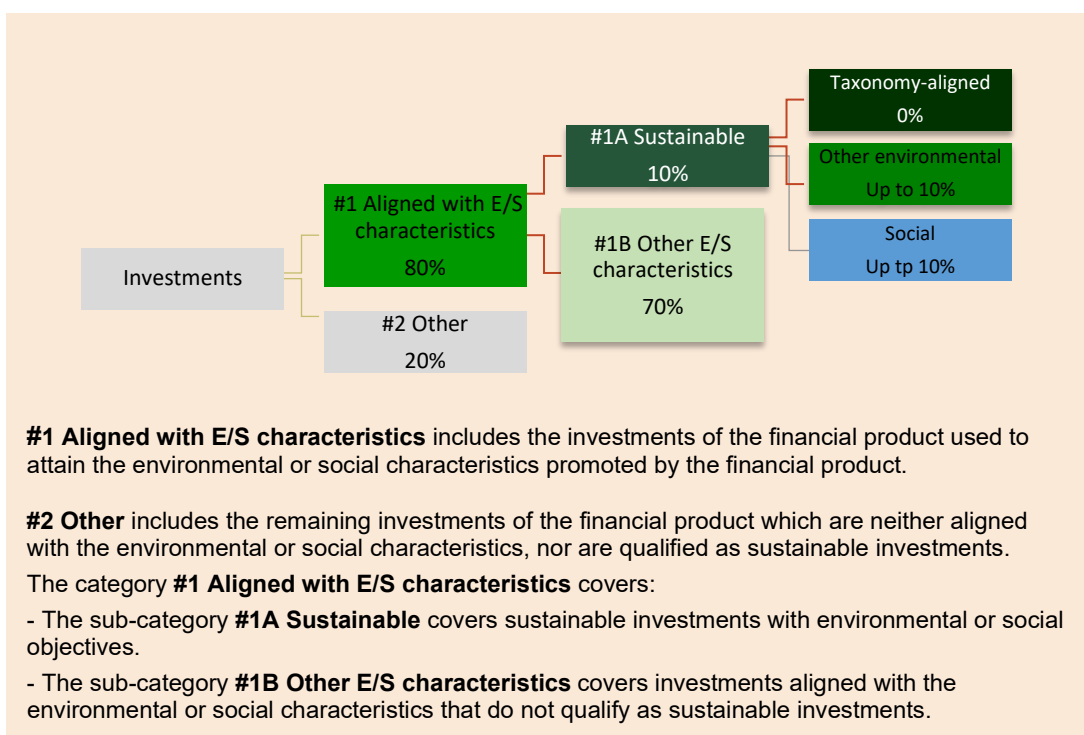 Taxonomy-aligned
0%
#1A Sustainable
10%
Other environmental
Up to 10%
#1 Aligned with E/S
characteristics
80%
#1B Other E/S
characteristics
70%
Social
Up tp 10%
Investments
#2 Other
20%
#1 Aligned with E/S characteristics includes the investments of the financial product used to
attain the environmental or social characteristics promoted by the financial product.
#2 Other includes the remaining investments of the financial product which are neither aligned
with the environmental or social characteristics, nor are qualified as sustainable investments.
The category #1 Aligned with E/S characteristics covers:
- The sub-category #1A Sustainable covers sustainable investments with environmental or social
objectives.
- The sub-category #1B Other E/S characteristics covers investments aligned with the
environmental or social characteristics that do not qualify as sustainable investments.